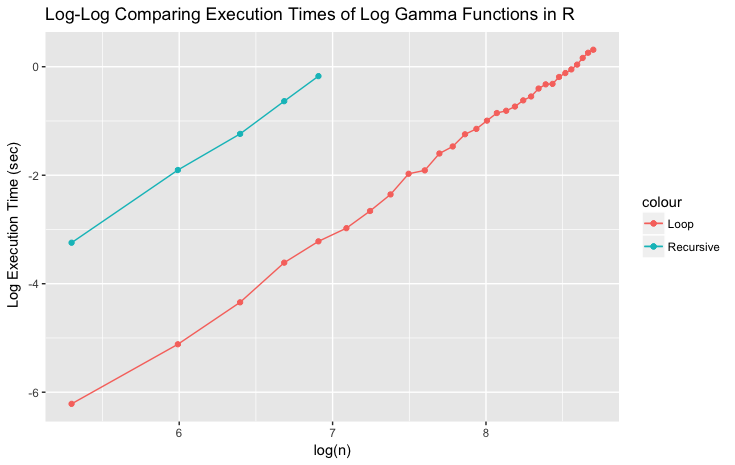 Log-Log Comparing Execution Times of Log Gamma Functions in R
Log Execution Time (sec)
0
-2
-4
-6
6
7
8
log(n)
colour
Loop
Recursive